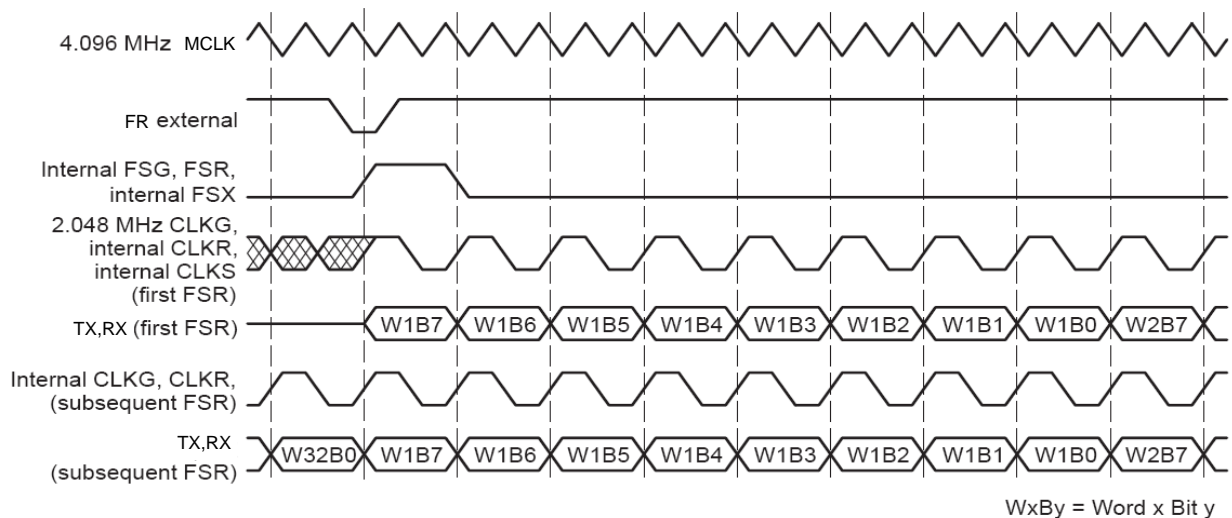 4.096 MHz MCLK
FR external
Internal FSG, FSR,
internal FSX
2.048 MHz CLKG,
internal CLKR,
internal CLKS
(first FSR)
TX,RX (first FSR)
W1B7 W1B6 W1B5 W1B4 W1B3 W1B2 W1B1 W1B0 W2B7
Internal CLKG, CLKR,
(subsequent FSR)
TX,RX
(subsequent FSR)
W32B0 W1B7 W1B6 W1B5 W1B4 W1B3 W1B2 W1B1 W1B0 W2B7
WxBy = Word x Bit y